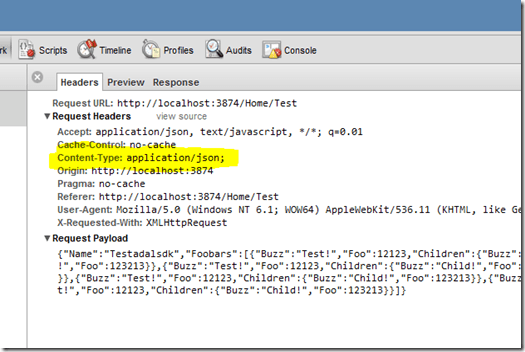 rk Scripts Timeline Profiles Audits Console
Headers Preview Response
Request URL: http://localhost:3874/Home/Test
Request Headers view source
Accept: application/json, text/javascript, */*; q=0.01
Cache-Control: no-cache
Content-Type: application/json;
Origin: http://localhost:3874
Pragma: no-cache
Referer: http://localhost:3874/Home/Test
User-Agent: Mozilla/5.0 (Windows NT 6.1; WOW64) AppleWebKit/536.11 (KHTML, like Ge
X-Requested-With: XMLHttpRequest
Request Payload
{"Name":"Testadalsdk","Foobars":[{"Buzz":"Test!","Foo":12123,"Children":{"Buzz":
!","Foo":123213}},{"Buzz":"Test!","Foo":12123,"Children":{"Buzz":"Child!","Foo":
}},{"Buzz":"Test!","Foo":12123,"Children":{"Buzz":"Child!","Foo":123213}},{"Buzz
t!","Foo":12123,"Children":{"Buzz":"Child!","Foo":123213}}]}